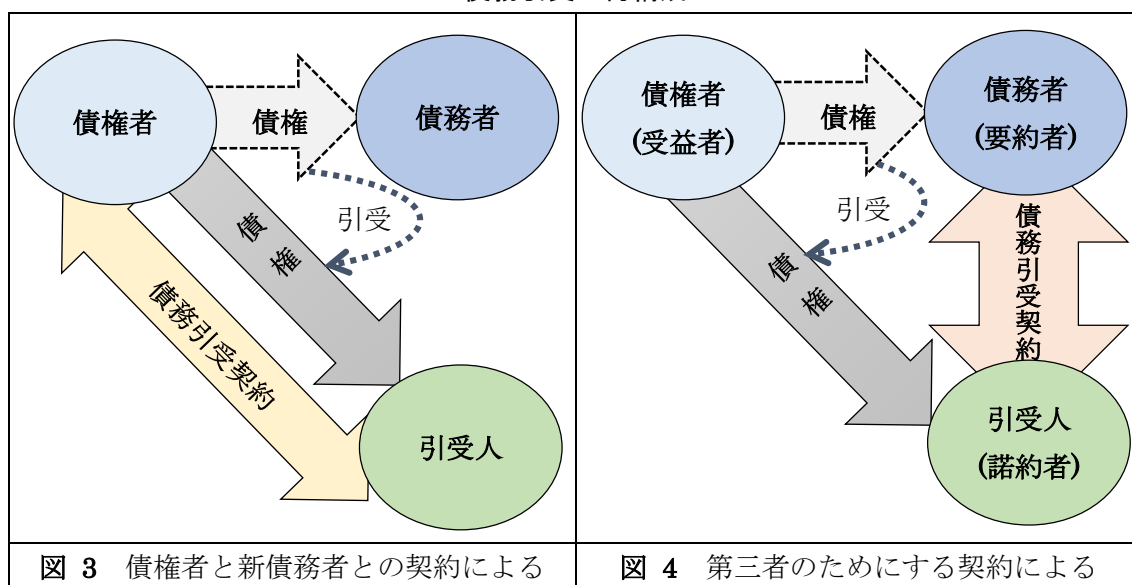 債権者
債権
債務者
引受
債権
債務引受契約
引受人
図 3 債権者と新債務者との契約による
債権者
(受益者)
債権
債務者
(要約者)
引受
債権
債務引受契約
引受人
(諾約者)
図 4 第三者のためにする契約による